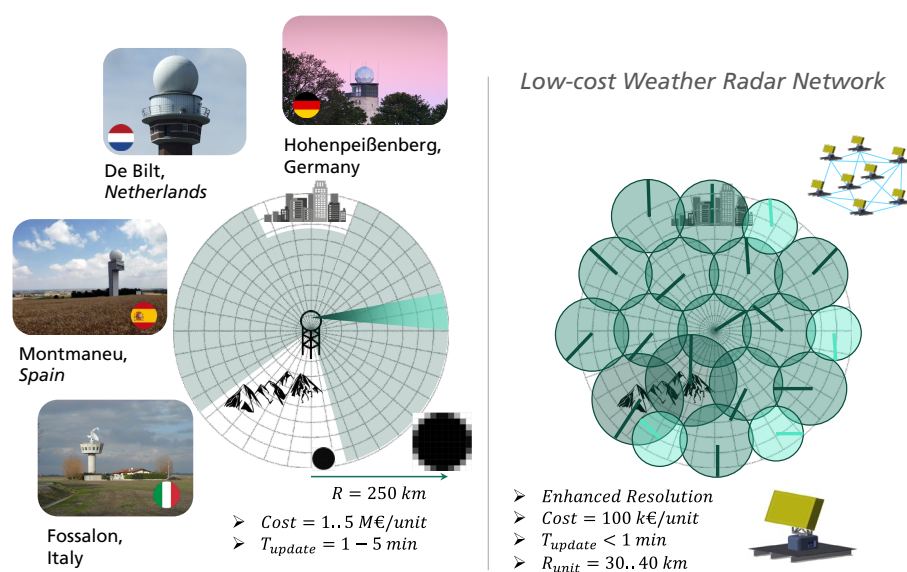 De Bilt,
Netherlands
Hohenpeißenberg,
Germany
Montmaneu,
Spain
Fossalon,
Italy
R = 250 km
➢ Cost = 1..5 M€/unit
➢ T_update = 1 − 5 min
Low-cost Weather Radar Network
➢ Enhanced Resolution
➢ Cost = 100 k€/unit
➢ T_update < 1 min
➢ R_unit = 30..40 km